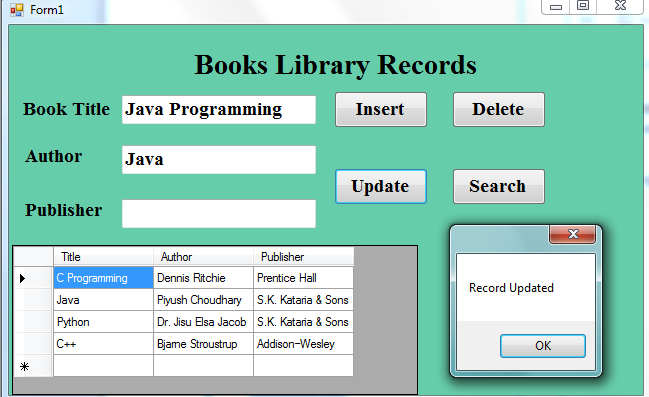 Form1
Books Library Records
Book Title Java Programming Insert Delete
Author Java
Update Search
Publisher
Title Author Publisher
C Programming Dennis Ritchie Prentice Hall
Java Piyush Choudhary S.K. Kataria & Sons
Python Dr. Jisu Elsa Jacob S.K. Kataria & Sons
C++ Bjarne Stroustrup Addison-Wesley
Record Updated
OK